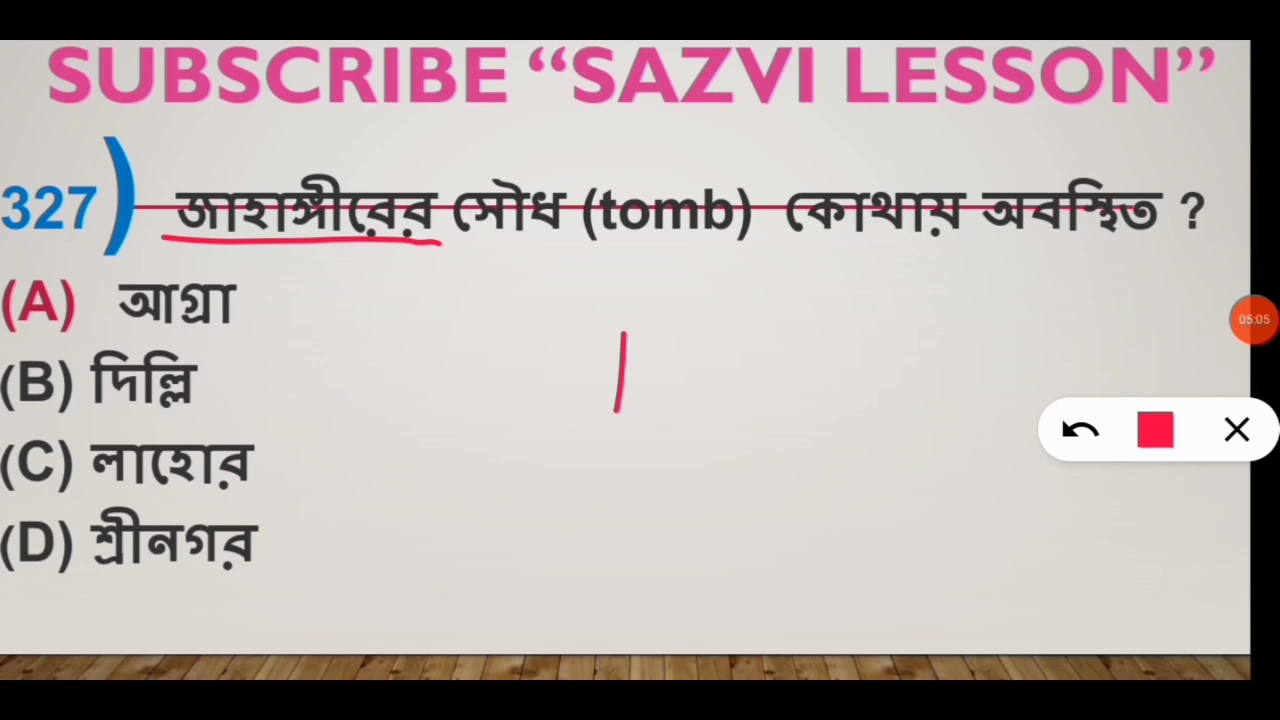 SUBSCRIBE “SAZVI LESSON”
327) জাহাঙ্গীরের সৌধ (tomb) কোথায় অবস্থিত ?
(A) আগ্রা
(B) দিল্লি
(C) লাহোর
(D) শ্রীনগর
05:05